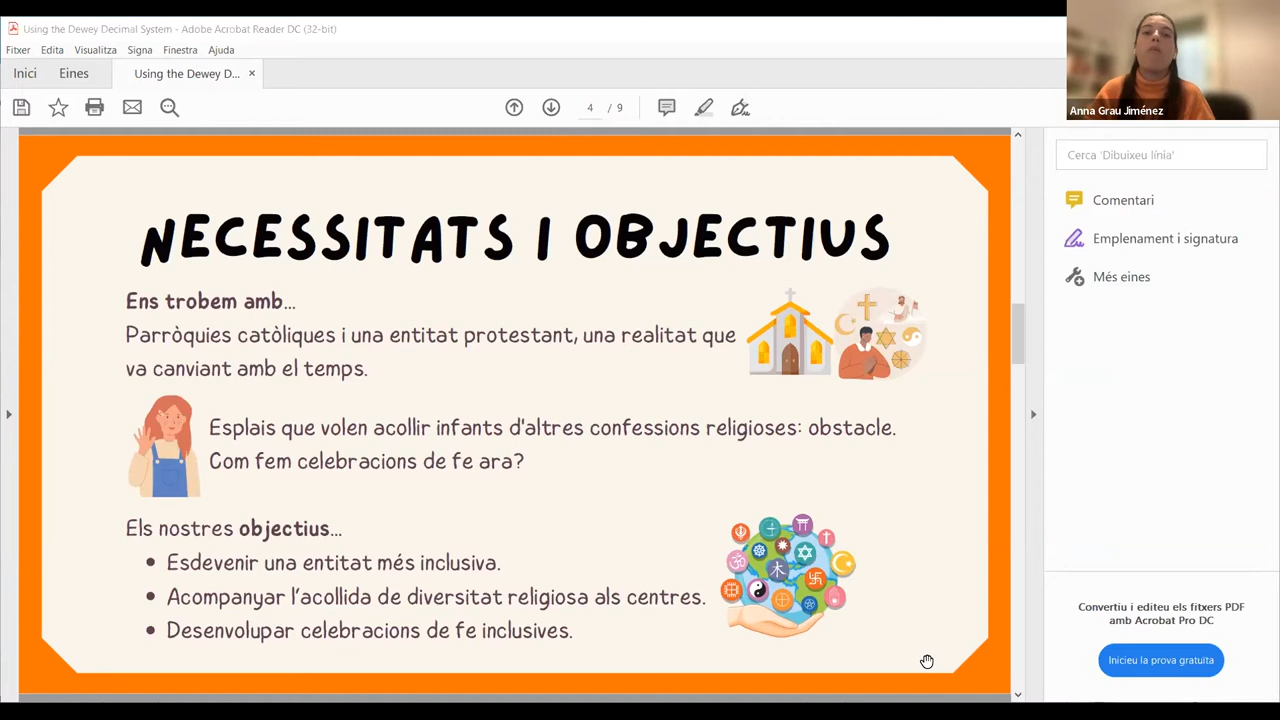 Using the Dewey Decimal System - Adobe Acrobat Reader DC (32-bit)
Fitxer Edita Visualitza Signa Finestra Ajuda
Inici Eines Using the Dewey D... ×
4 / 9
Anna Grau Jiménez
Cerca 'Dibuixeu línia'
Comentari
Emplenament i signatura
Més eines
NECESSITATS I OBJECTIUS
Ens trobem amb...
Parròquies catòliques i una entitat protestant, una realitat que
va canviant amb el temps.
Esplais que volen acollir infants d'altres confessions religioses: obstacle.
Com fem celebracions de fe ara?
Els nostres objectius...
• Esdevenir una entitat més inclusiva.
• Acompanyar l'acollida de diversitat religiosa als centres.
• Desenvolupar celebracions de fe inclusives.
Convertiu i editeu els fitxers PDF
amb Acrobat Pro DC
Inicieu la prova gratuïta